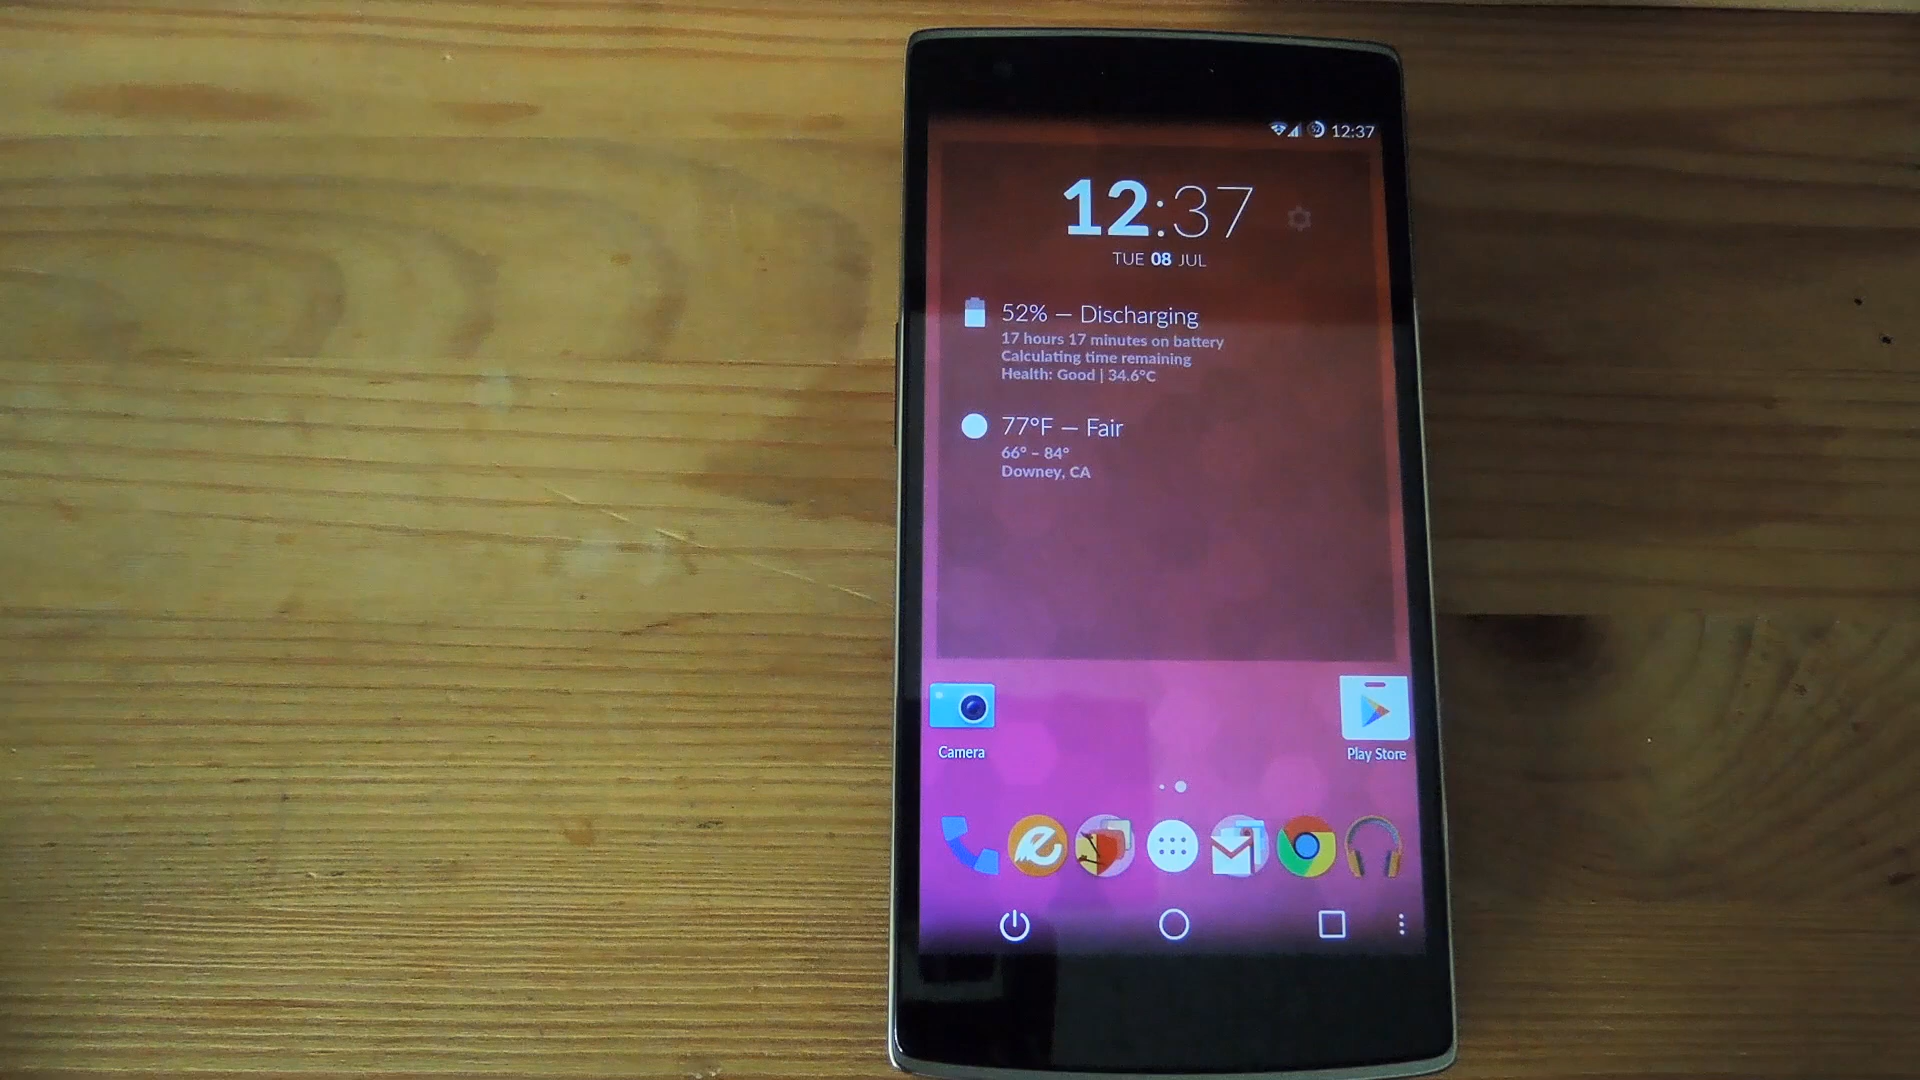 12:37
12:37
TUE 08 JUL
52% — Discharging
17 hours 17 minutes on battery
Calculating time remaining
Health: Good | 34.6°C
77°F — Fair
66° – 84°
Downey, CA
Camera
Play Store